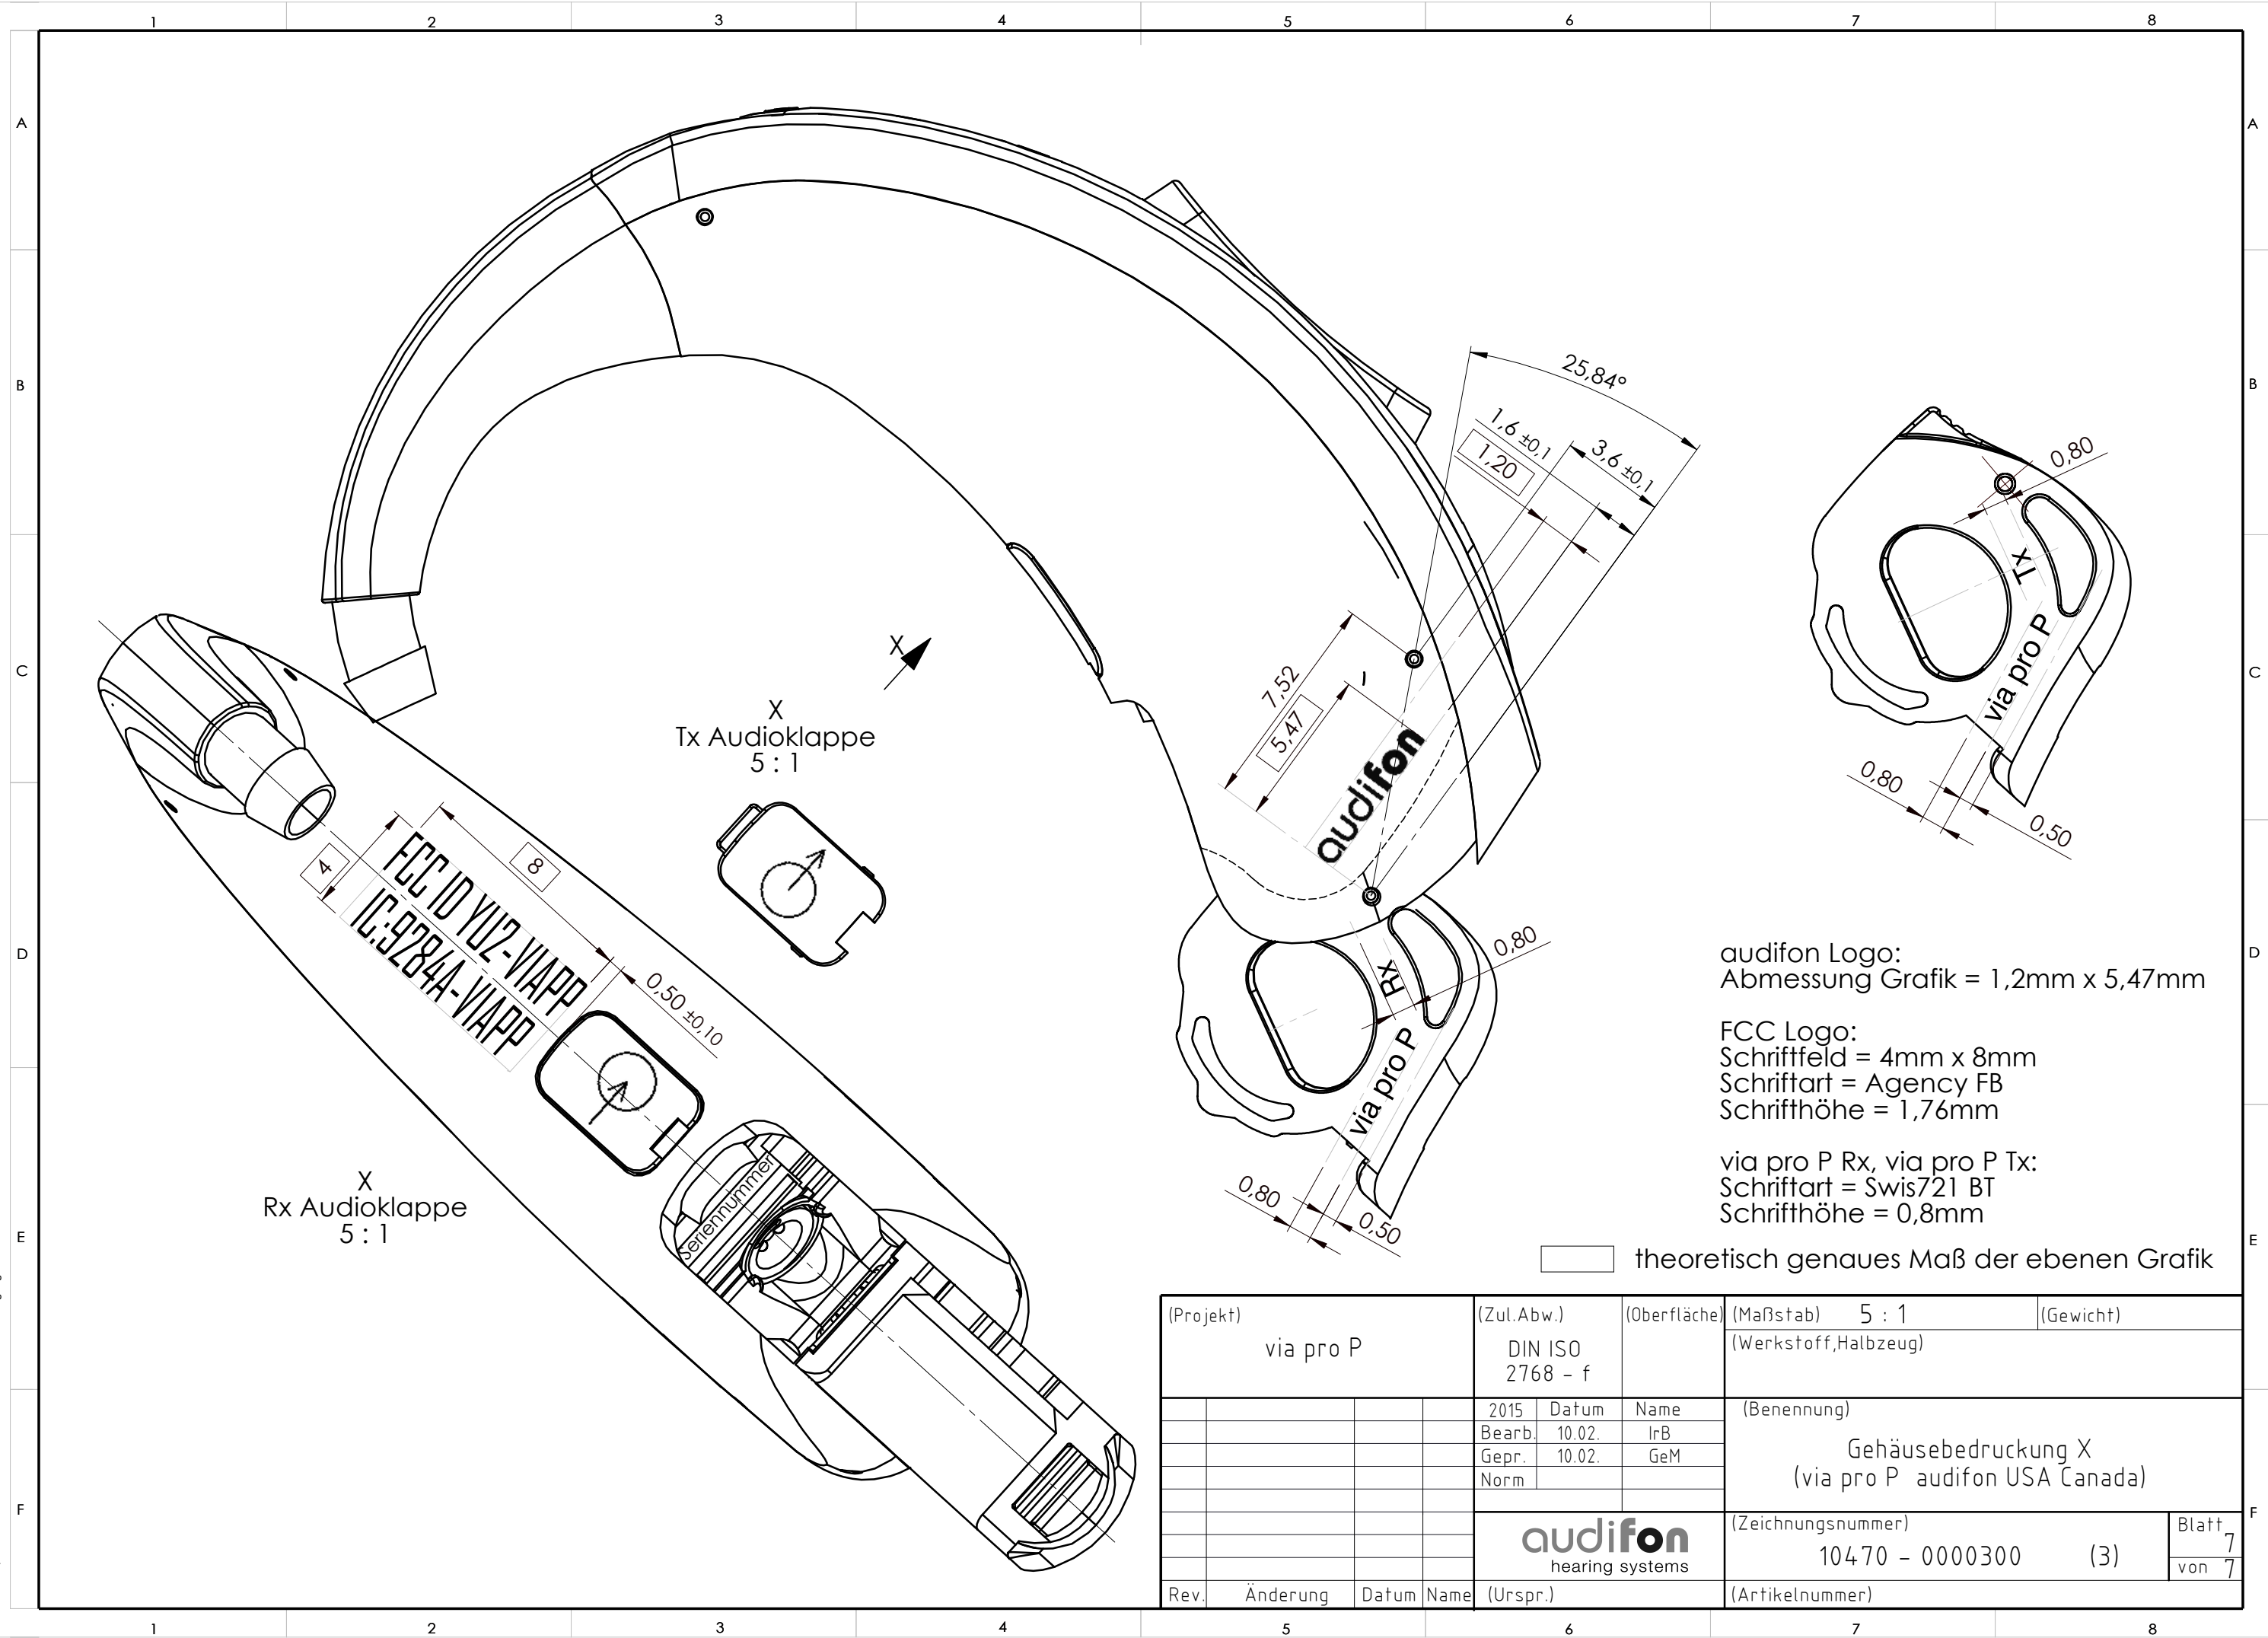 1 2 3 4 5 6 7 8
A A
B B
C C
D D
E E
F F
25,84°
1,6 ±0,1
1,20
3,6 ±0,1
0,80
Tx
via pro P
0,80
0,50
7,52
5,47
audifon
X
X
Tx Audioklappe
5 : 1
4
8
FCC ID YU2-VIAPP
IC:9284A-VIAPP
0,50 ±0,10
Seriennummer
X
Rx Audioklappe
5 : 1
Rx
0,80
via pro P
0,80
0,50
audifon Logo:
Abmessung Grafik = 1,2mm x 5,47mm
FCC Logo:
Schriftfeld = 4mm x 8mm
Schriftart = Agency FB
Schrifthöhe = 1,76mm
via pro P Rx, via pro P Tx:
Schriftart = Swis721 BT
Schrifthöhe = 0,8mm
theoretisch genaues Maß der ebenen Grafik
(Projekt)
via pro P
(Zul.Abw.)
DIN ISO
2768 - f
(Oberfläche)
(Maßstab) 5 : 1
(Gewicht)
(Werkstoff,Halbzeug)
2015 Datum Name
Bearb. 10.02. IrB
Gepr. 10.02. GeM
Norm
(Benennung)
Gehäusebedruckung X
(via pro P audifon USA Canada)
audifon
hearing systems
(Zeichnungsnummer)
10470 - 0000300 (3)
Blatt
7
von 7
Rev. Änderung Datum Name
(Urspr.)
(Artikelnummer)
1 2 3 4 5 6 7 8